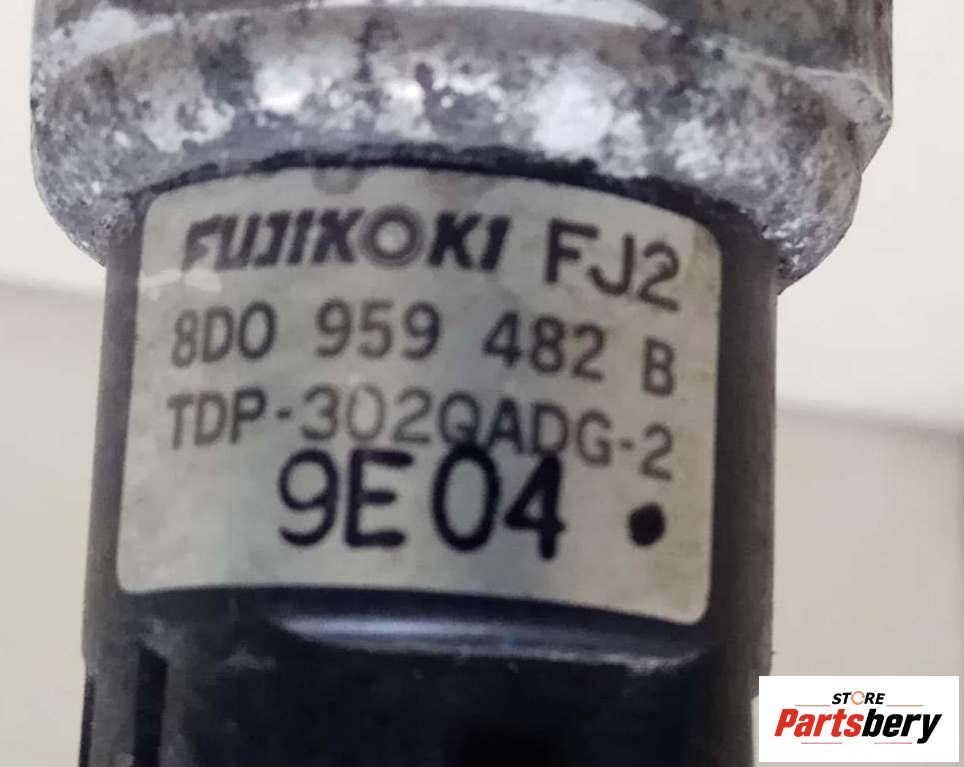 FUJIKOKI FJ2
8D0 959 482 B
TDP-302QADG-2
9E04 •
STORE
Partsbery